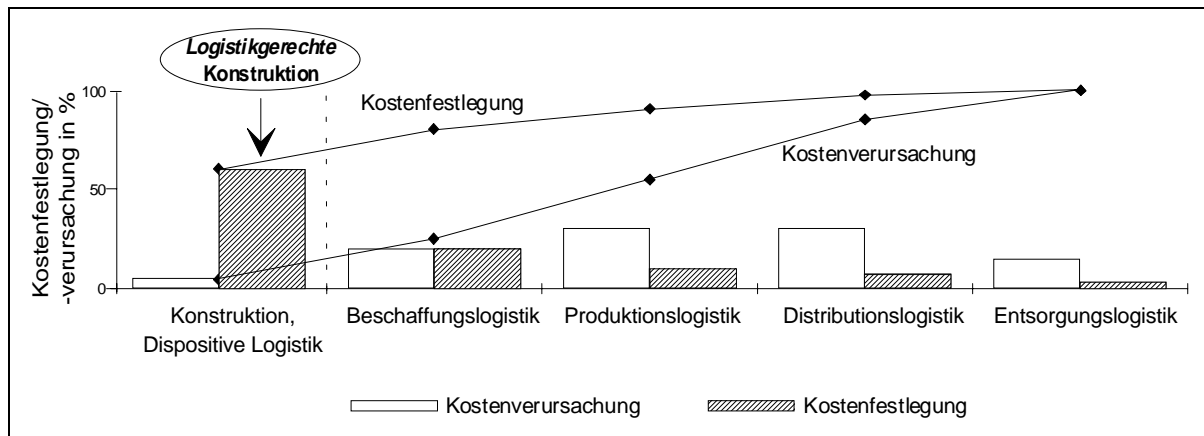 Logistikgerechte
Konstruktion
Kostenfestlegung/
-verursachung in %
100
50
0
Kostenfestlegung
Kostenverursachung
Konstruktion,
Dispositive Logistik
Beschaffungslogistik
Produktionslogistik
Distributionslogistik
Entsorgungslogistik
Kostenverursachung
Kostenfestlegung